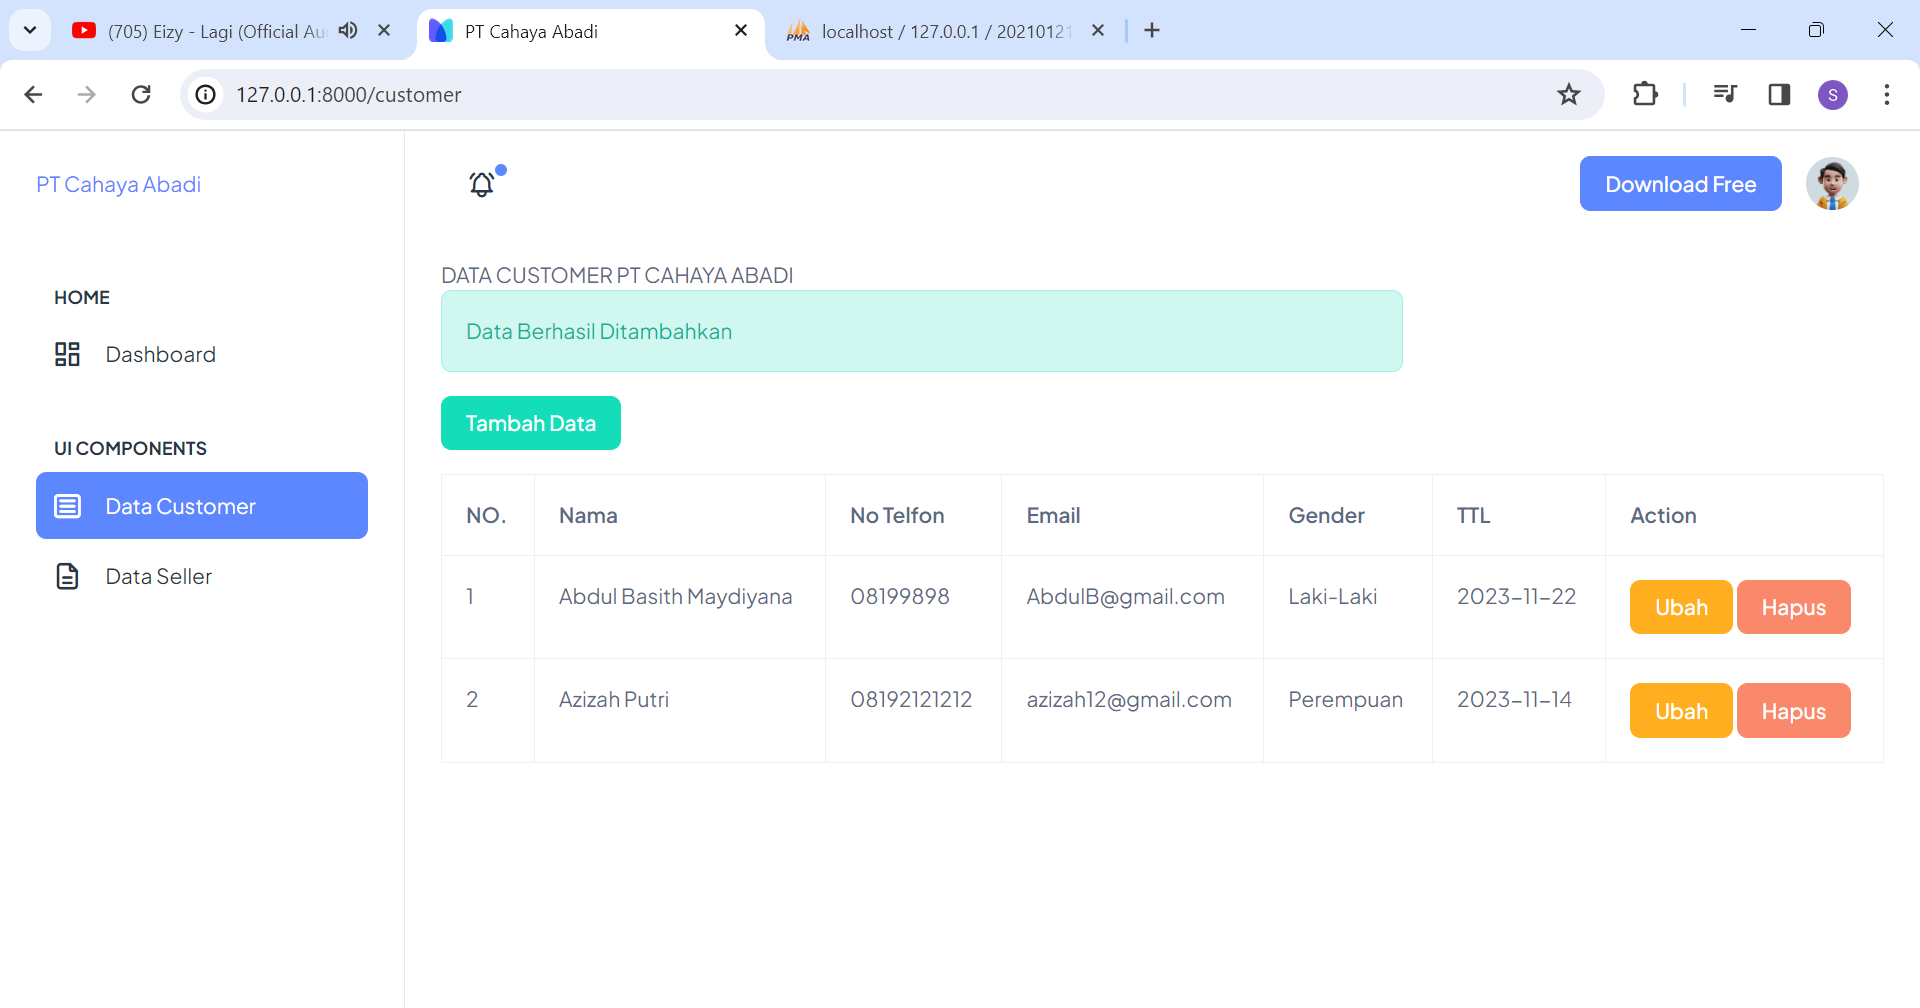 (705) Eizy - Lagi (Official Au
PT Cahaya Abadi
PMA localhost / 127.0.0.1 / 20210121
127.0.0.1:8000/customer
S
PT Cahaya Abadi
Download Free
HOME
Dashboard
UI COMPONENTS
Data Customer
Data Seller
DATA CUSTOMER PT CAHAYA ABADI
Data Berhasil Ditambahkan
Tambah Data
NO. Nama No Telfon Email Gender TTL Action
1 Abdul Basith Maydiyana 08199898 AbdulB@gmail.com Laki-Laki 2023-11-22 Ubah Hapus
2 Azizah Putri 08192121212 azizah12@gmail.com Perempuan 2023-11-14 Ubah Hapus